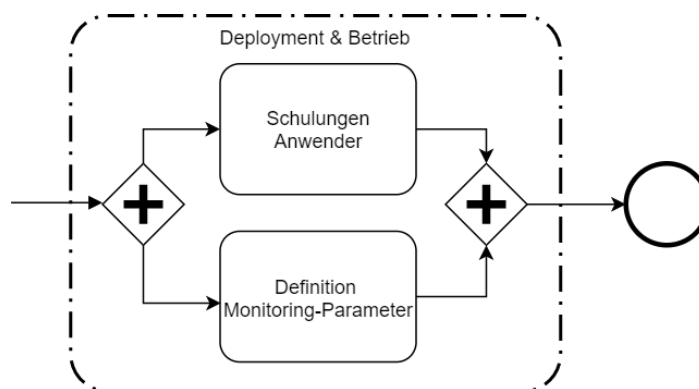 Deployment & Betrieb
Schulungen
Anwender
Definition
Monitoring-Parameter